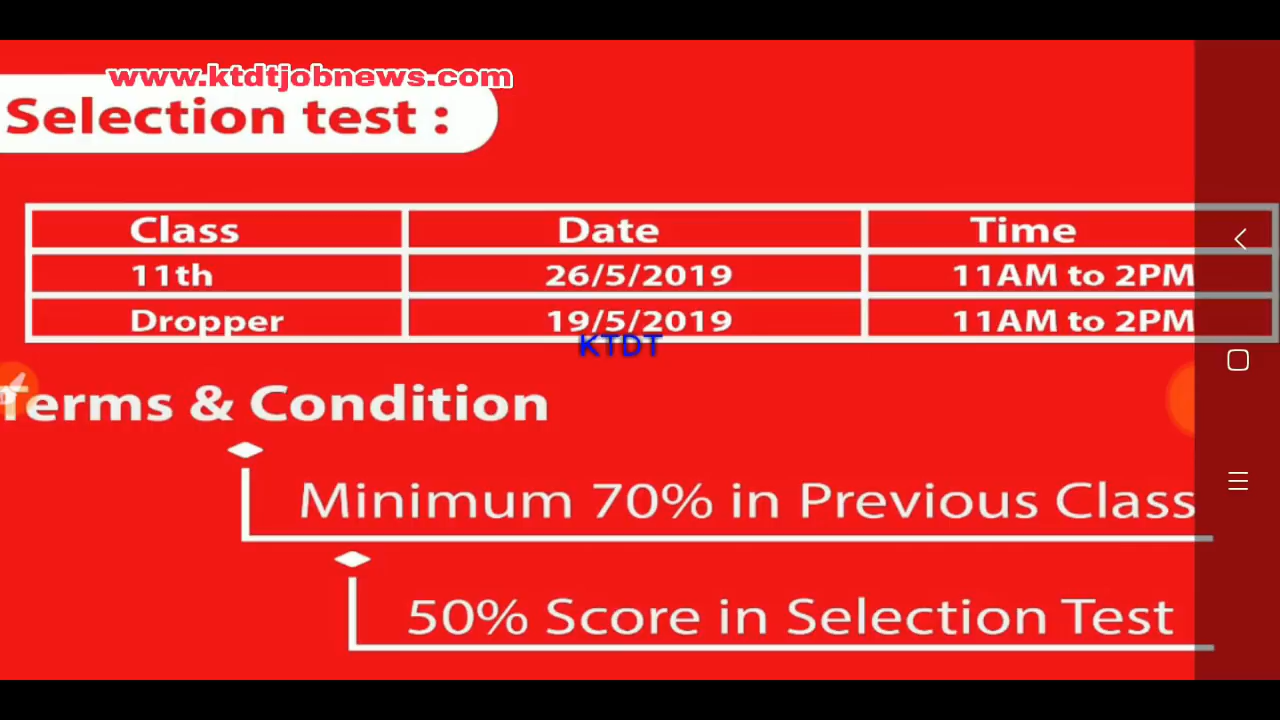 www.ktdtjobnews.com
Selection test :
Class Date Time
11th 26/5/2019 11AM to 2PM
Dropper 19/5/2019 11AM to 2PM
KTDT
Terms & Condition
Minimum 70% in Previous Class
50% Score in Selection Test